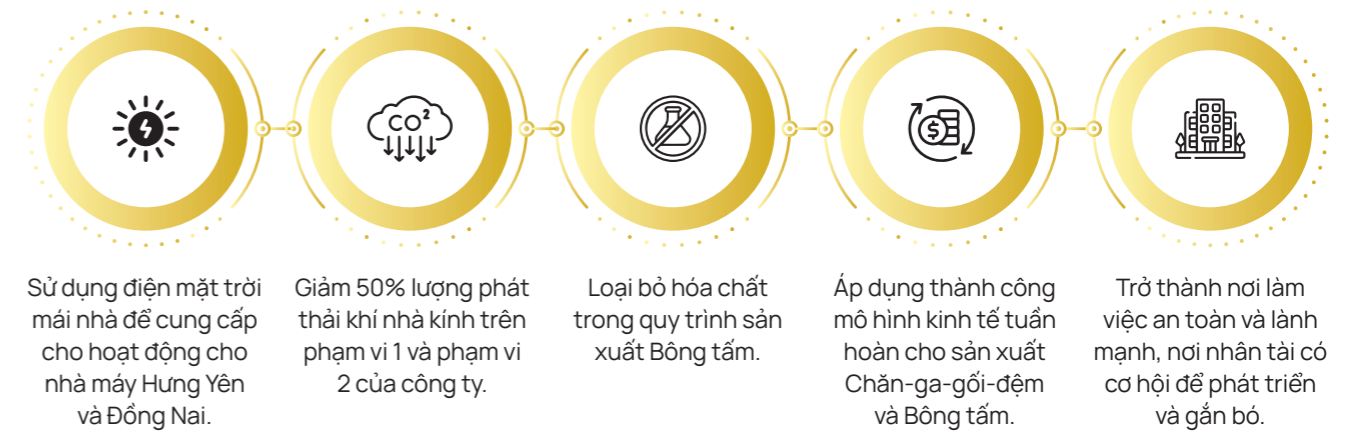 CO²
Sử dụng điện mặt trời
mái nhà để cung cấp
cho hoạt động cho
nhà máy Hưng Yên
và Đồng Nai.
Giảm 50% lượng phát
thải khí nhà kính trên
phạm vi 1 và phạm vi
2 của công ty.
Loại bỏ hóa chất
trong quy trình sản
xuất Bông tấm.
$
Áp dụng thành công
mô hình kinh tế tuần
hoàn cho sản xuất
Chăn-ga-gối-đệm
và Bông tấm.
Trở thành nơi làm
việc an toàn và lành
mạnh, nơi nhân tài có
cơ hội để phát triển
và gắn bó.